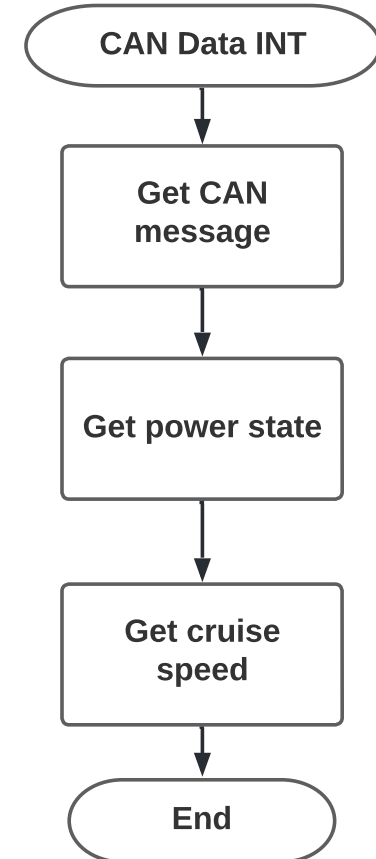 CAN Data INT
Get CAN
message
Get power state
Get cruise
speed
End